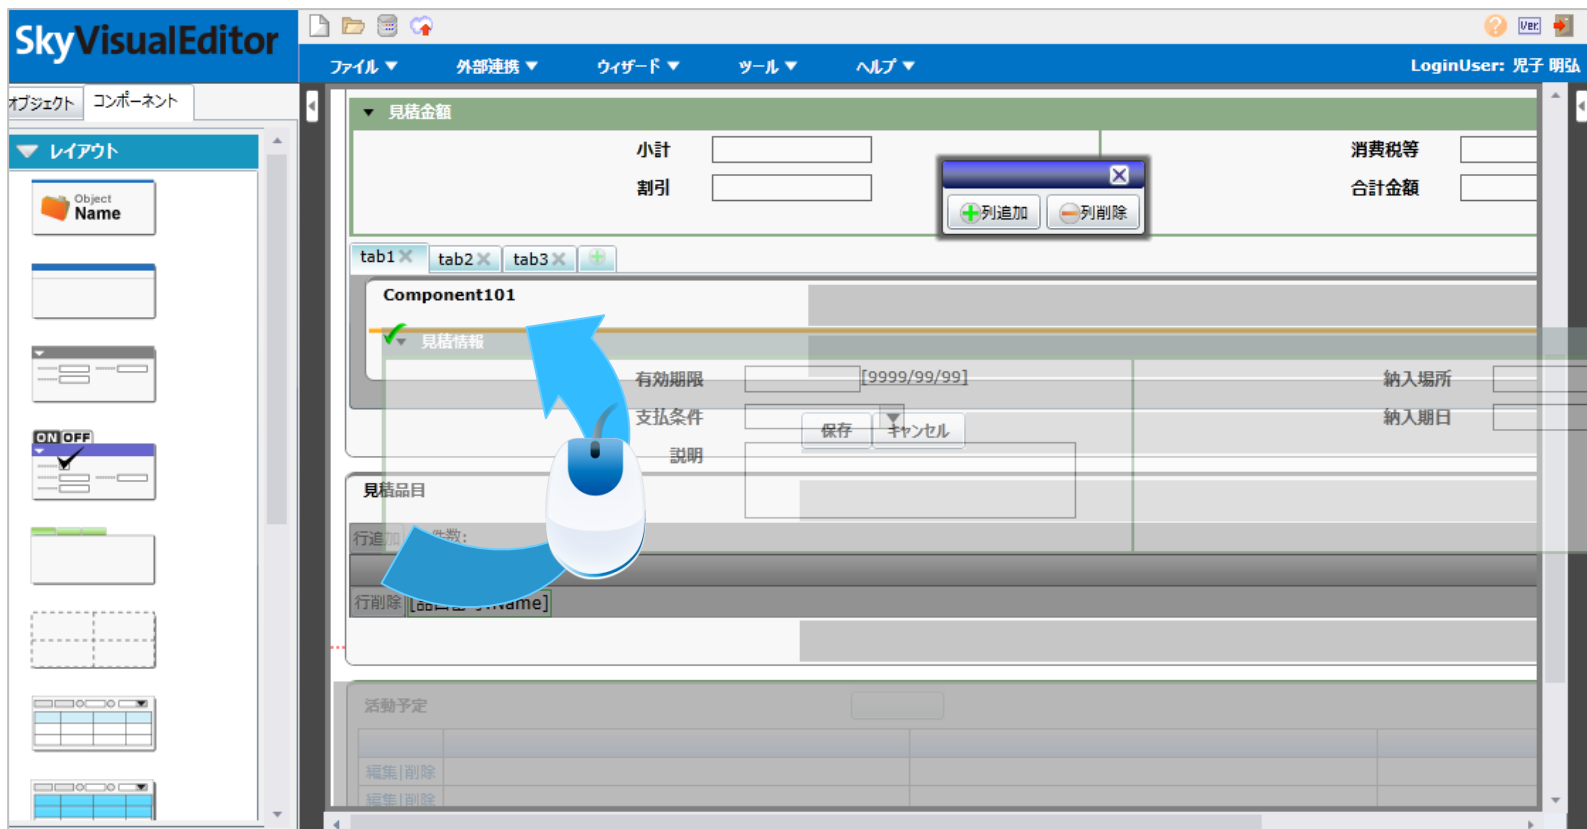 SkyVisualEditor
ファイル ▼ 外部連携 ▼ ウィザード ▼ ツール ▼ ヘルプ ▼
Ver.
LoginUser: 児子 明弘
オブジェクト コンポーネント
レイアウト
Object
Name
ON OFF
▼ 見積金額
小計 消費税等
割引 合計金額
列追加 列削除
tab1 tab2 tab3
Component101
見積情報
有効期限 [9999/99/99] 納入場所
支払条件 納入期日
保存 キャンセル
説明
見積品目
行追加 件数:
行削除 Name]
活動予定
編集|削除
編集|削除